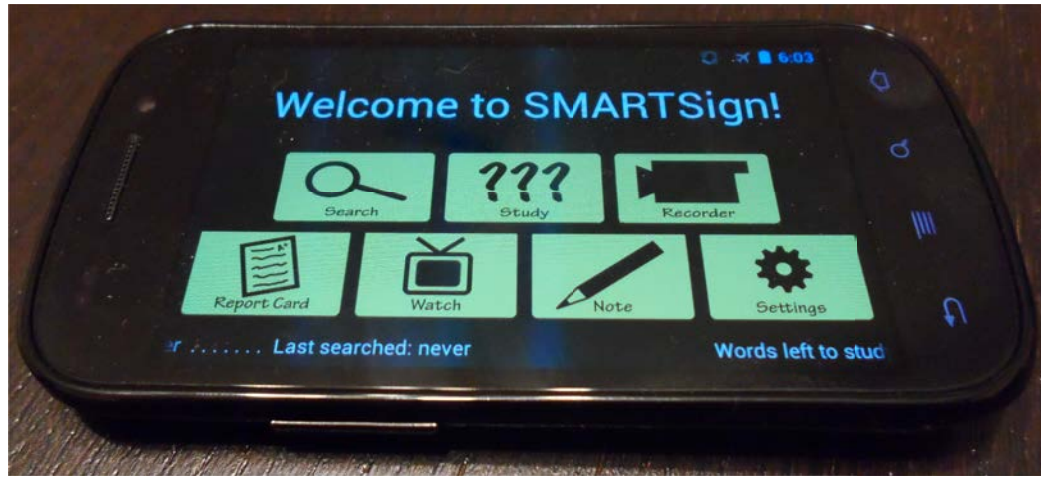 6:03
Welcome to SMARTSign!
Search
???
Study
Recorder
Report Card
Watch
Note
Settings
er ....... Last searched: never
Words left to stud